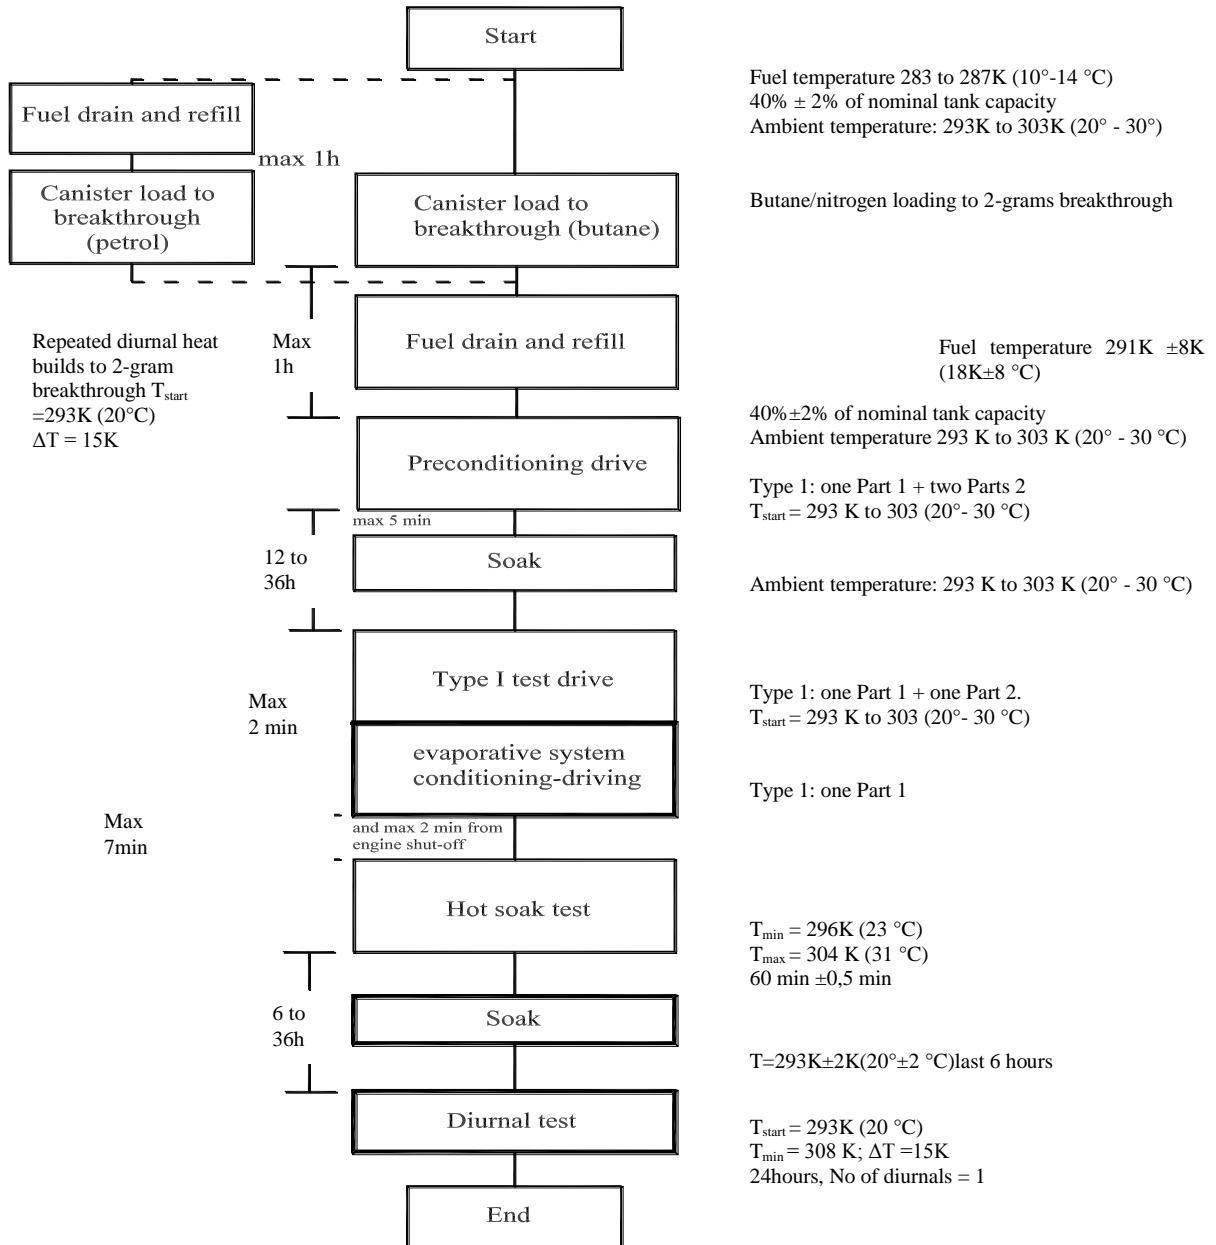 Start
Fuel temperature 283 to 287K (10°-14 °C)
40% ± 2% of nominal tank capacity
Ambient temperature: 293K to 303K (20° - 30°)
Fuel drain and refill
max 1h
Canister load to
breakthrough
(petrol)
Canister load to
breakthrough (butane)
Butane/nitrogen loading to 2-grams breakthrough
Repeated diurnal heat
builds to 2-gram
breakthrough Tstart
=293K (20°C)
ΔT = 15K
Max
1h
Fuel drain and refill
Fuel temperature 291K ±8K
(18K±8 °C)
40%±2% of nominal tank capacity
Ambient temperature 293 K to 303 K (20° - 30 °C)
Preconditioning drive
Type 1: one Part 1 + two Parts 2
Tstart = 293 K to 303 (20°- 30 °C)
max 5 min
12 to
36h
Soak
Ambient temperature: 293 K to 303 K (20° - 30 °C)
Type I test drive
Max
2 min
Type 1: one Part 1 + one Part 2.
Tstart = 293 K to 303 (20°- 30 °C)
evaporative system
conditioning-driving
Type 1: one Part 1
Max
7min
and max 2 min from
engine shut-off
Hot soak test
Tmin = 296K (23 °C)
Tmax = 304 K (31 °C)
60 min ±0,5 min
6 to
36h
Soak
T=293K±2K(20°±2 °C)last 6 hours
Diurnal test
Tstart = 293K (20 °C)
Tmin = 308 K; ΔT =15K
24hours, No of diurnals = 1
End